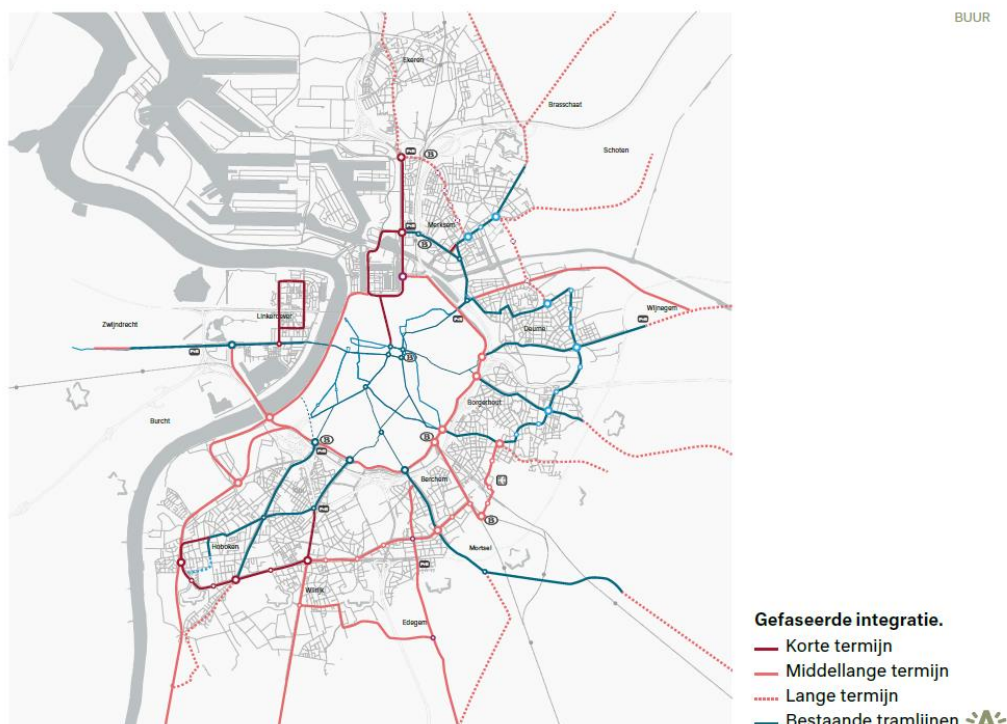 BUUR
Ekeren
Brasschaat
Schoten
Merksem
Linkeroever
Zwijndrecht
Wijnegem
Deurne
Burcht
Borgerhout
Berchem
Hoboken
Mortsel
Wilrijk
Edegem
Gefaseerde integratie.
Korte termijn
Middellange termijn
Lange termijn
Bestaande tramlijnen